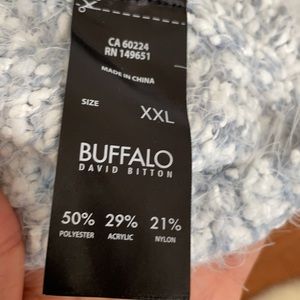 CA 60224
RN 149651
MADE IN CHINA
SIZE XXL
BUFFALO
DAVID BITTON
50% 29% 21%
POLYESTER ACRYLIC NYLON